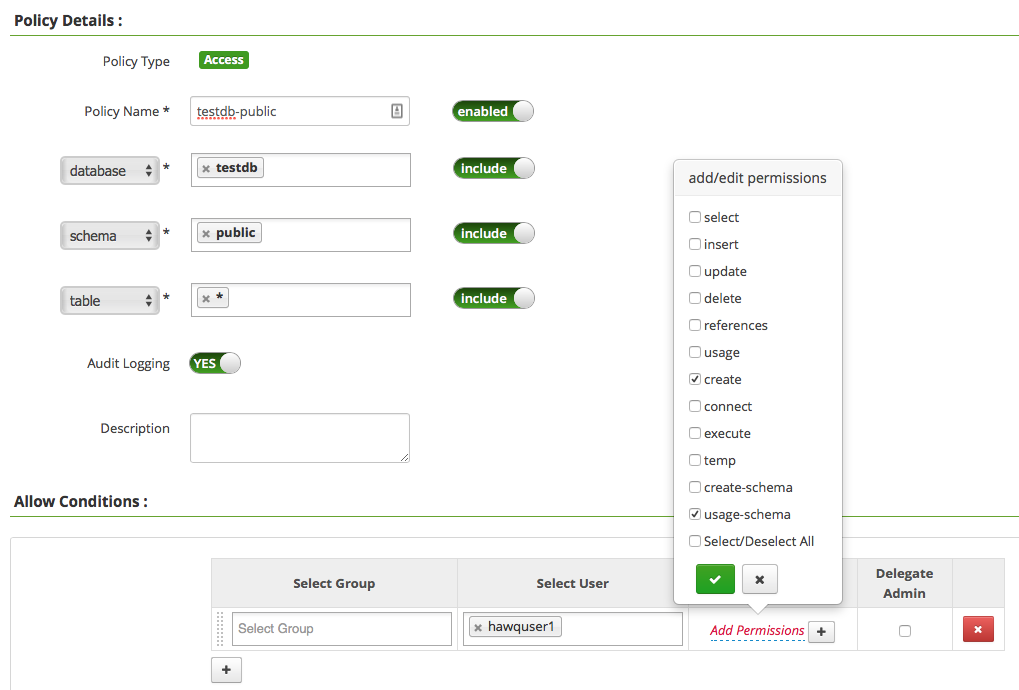 Policy Details :
Policy Type Access
Policy Name * testdb-public enabled
database * × testdb include
schema * × public include
table * × * include
Audit Logging YES
Description
add/edit permissions
select
insert
update
delete
references
usage
create
connect
execute
temp
create-schema
usage-schema
Select/Deselect All
Allow Conditions :
Select Group Select User Delegate
Admin
Select Group × hawquser1 Add Permissions +
+